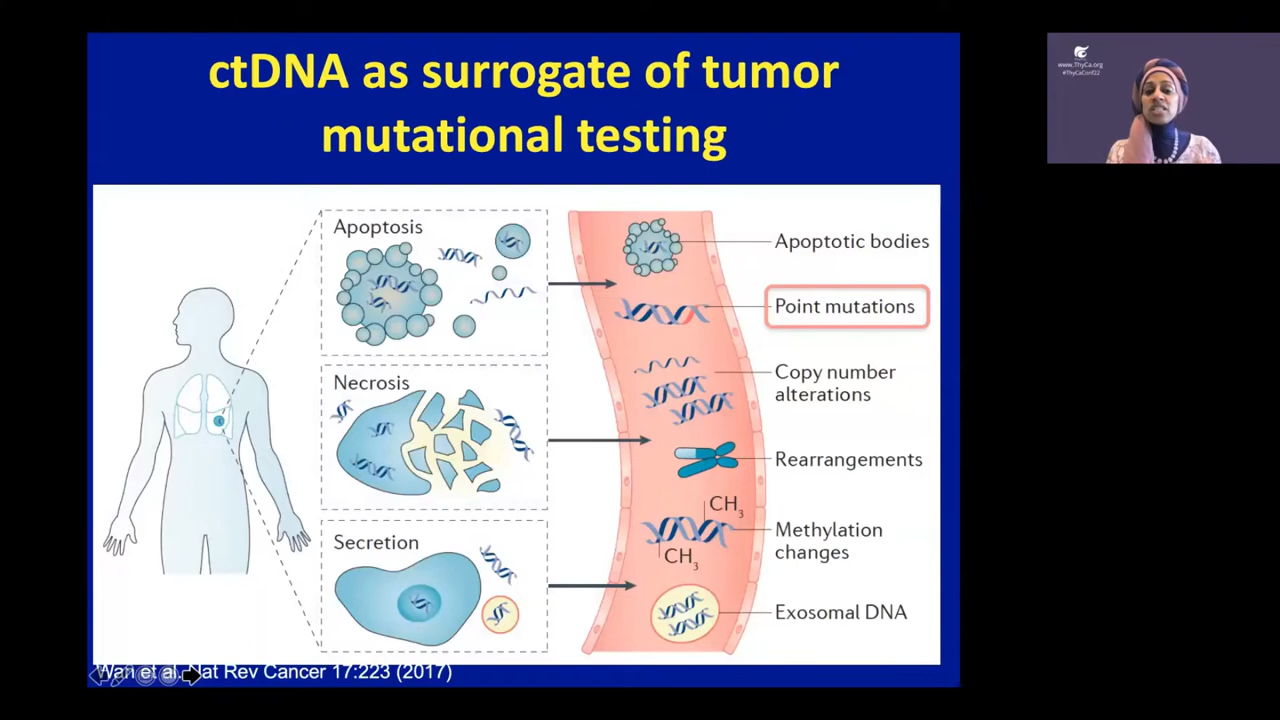 ctDNA as surrogate of tumor
mutational testing
www.ThyCa.org
#ThyCaConf22
Apoptosis
Necrosis
Secretion
Apoptotic bodies
Point mutations
Copy number
alterations
Rearrangements
CH3
CH3
Methylation
changes
Exosomal DNA
Wan et al. Nat Rev Cancer 17:223 (2017)